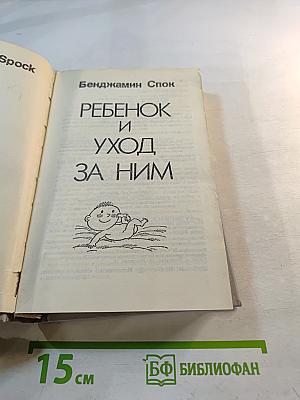 Spock
Бенджамин Спок
РЕБЕНОК
И
УХОД
ЗА НИМ
15 см
БФ БИБЛИОФАН